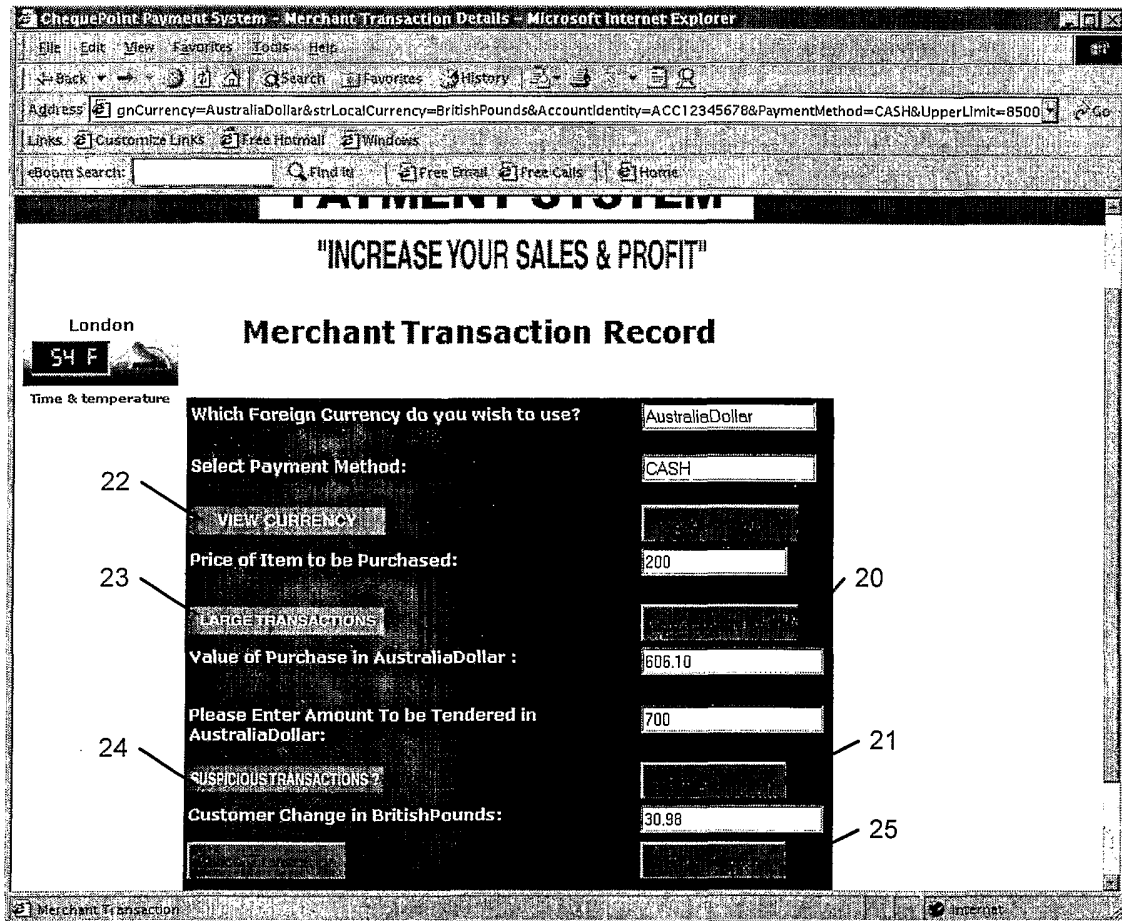 ChequePoint Payment System - Merchant Transaction Details - Microsoft Internet Explorer
File Edit View Favorites Tools Help
Back Search Favorites History
Address gnCurrency=AustraliaDollar&strLocalCurrency=BritishPounds&AccountIdentity=ACC12345678&PaymentMethod=CASH&UpperLimit=8500 Go
Links Customize Links Free Hotmail Windows
eBoom Search: Find It! Free Email Free Calls Home
PAYMENT SYSTEM
"INCREASE YOUR SALES & PROFIT"
London
54 F
Time & temperature
Merchant Transaction Record
Which Foreign Currency do you wish to use? AustraliaDollar
Select Payment Method: CASH
22
VIEW CURRENCY
Price of Item to be Purchased: 200
23
20
LARGE TRANSACTIONS
Value of Purchase in AustraliaDollar : 606.10
Please Enter Amount To be Tendered in
AustraliaDollar:
700
24
21
SUSPICIOUS TRANSACTIONS ?
Customer Change in BritishPounds: 30.98
25
Merchant Transaction Internet